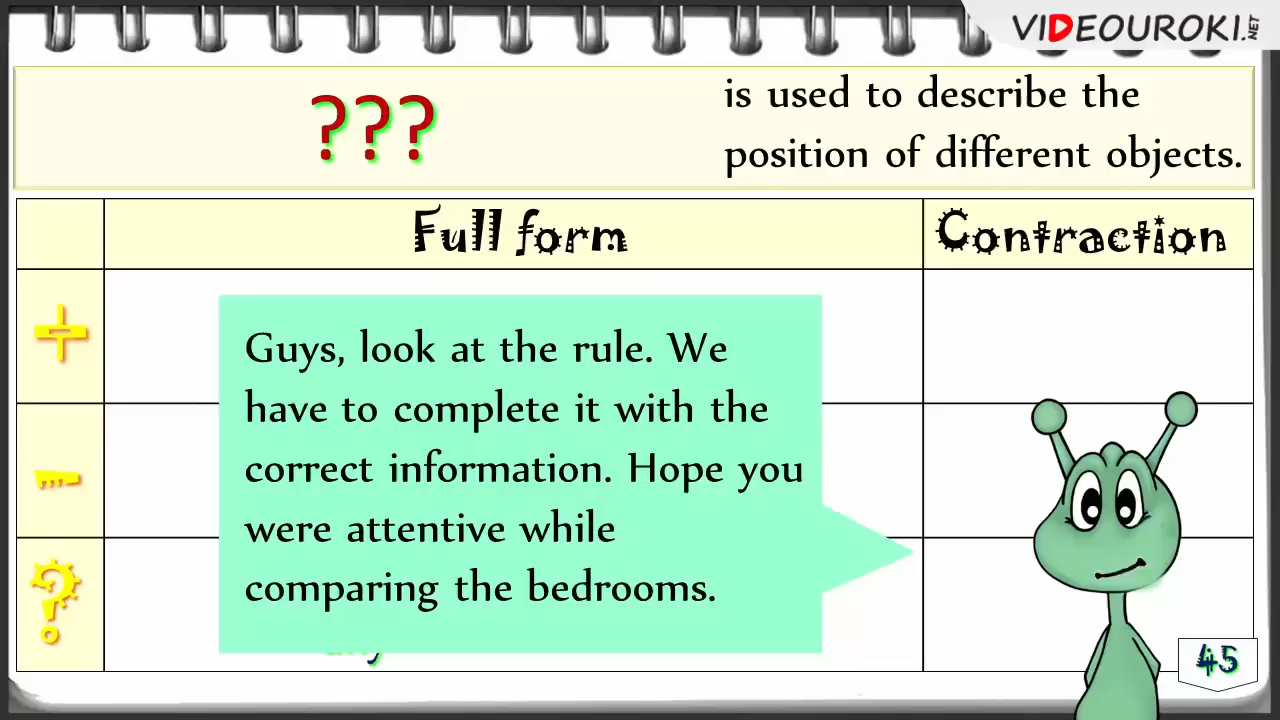 VIDEOUROKI.NET
???
is used to describe the
position of different objects.
Full form
Contraction
+
Guys, look at the rule. We
have to complete it with the
correct information. Hope you
were attentive while
comparing the bedrooms.
-
?
45